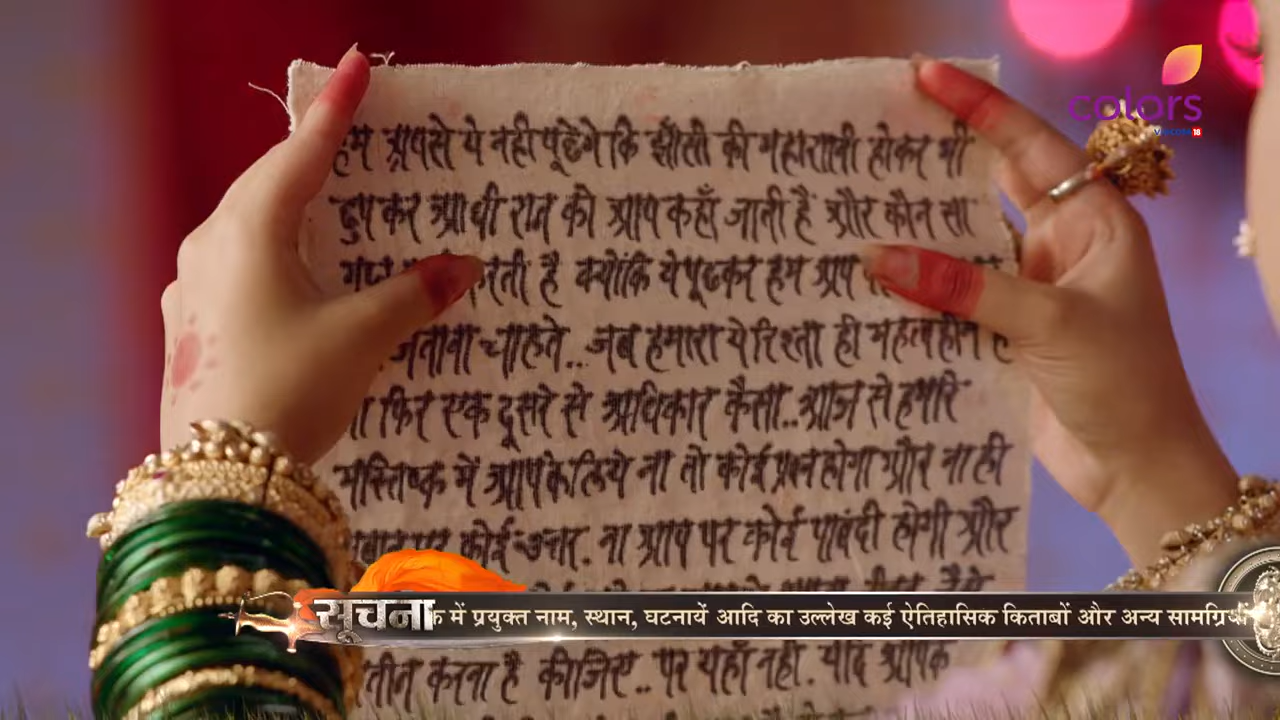 हम आपसे ये नही पूछेंगे कि झाँसी की महारानी होकर भी
छुप कर आधी रात को आप कहाँ जाती हैं और कौन सा
करती हैं क्योंकि ये पूछकर हम आप
जताना चाहते.. जब हमारा ये रिश्ता ही महत्वहीन है
फिर एक दूसरे से अधिकार कैसा.. आज से हमारे
मस्तिष्क में आपके लिये ना तो कोई प्रश्न होगा और ना ही
कोई उत्तर. ना आप पर कोई पाबंदी होगी और
करना है कीजिए.. पर यहाँ नहीं. यदि आपके
colors
VIACOM18
सूचना
में प्रयुक्त नाम, स्थान, घटनायें आदि का उल्लेख कई ऐतिहासिक किताबों और अन्य